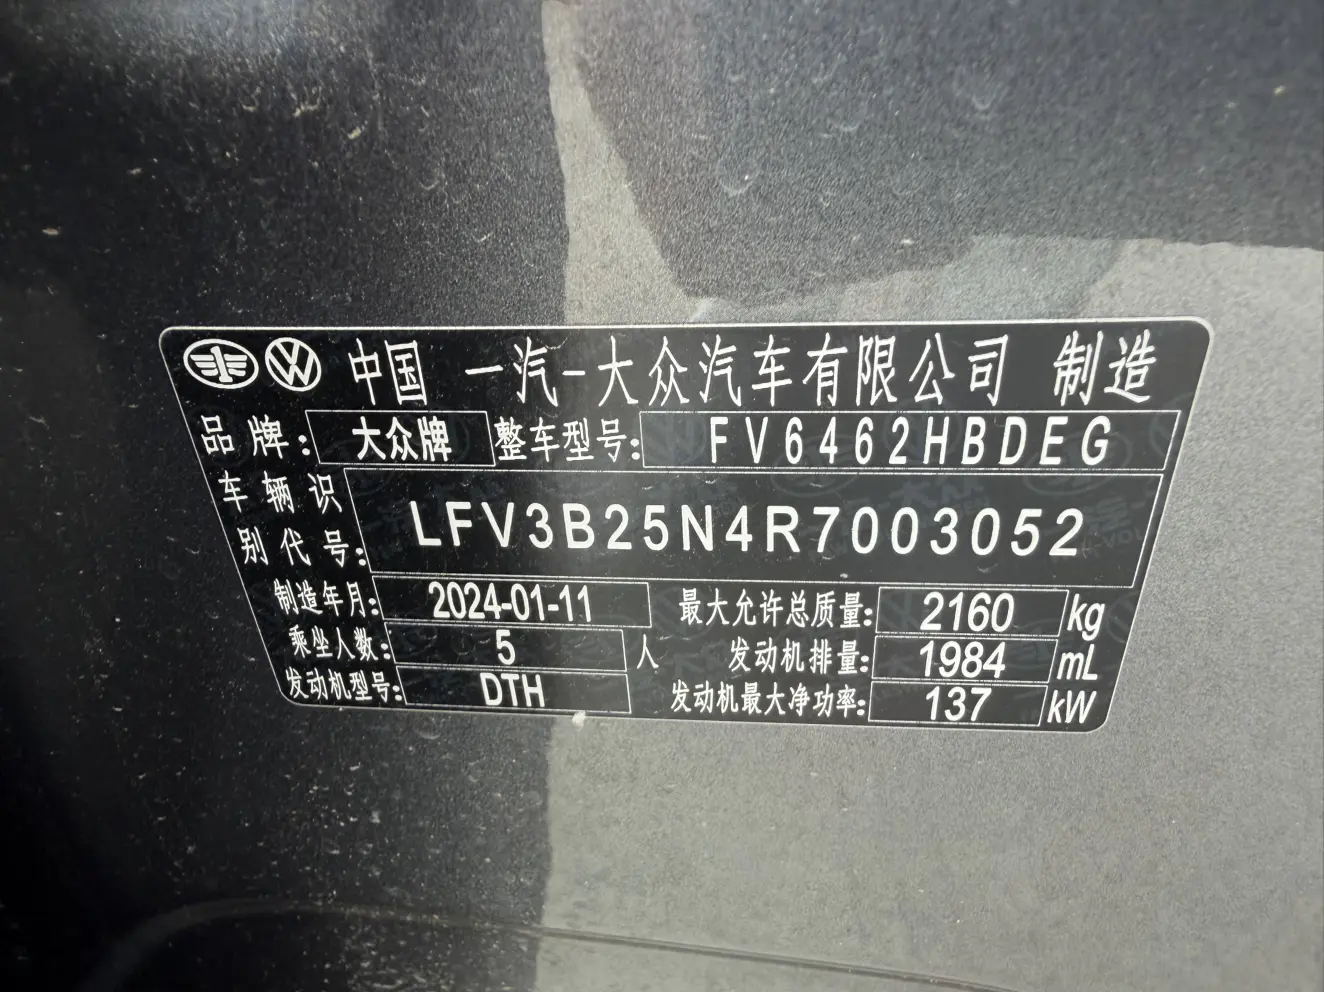 中国 一汽-大众汽车有限公司 制造
品牌: 大众牌 整车型号: FV6462HBDEG
车辆识别代号: LFV3B25N4R7003052
制造年月: 2024-01-11 最大允许总质量: 2160 kg
乘坐人数: 5 人 发动机排量: 1984 mL
发动机型号: DTH 发动机最大净功率: 137 kW